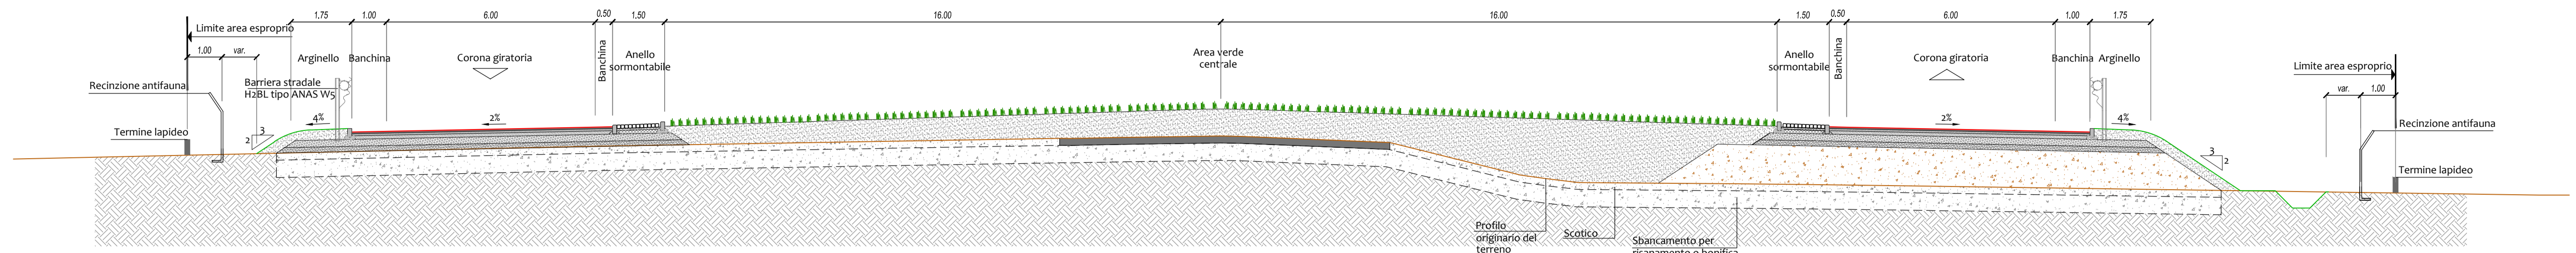 1,75 1.00 6.00 0,50 1,50 16.00 16.00 1.50 0,50 6.00 1,00 1.75
Limite area esproprio
1,00 var.
Arginello Banchina
Corona giratoria
Banchina
Anello
sormontabile
Area verde
centrale
Anello
sormontabile
Banchina
Corona giratoria
Banchina Arginello
Limite area esproprio
var. 1,00
Recinzione antifauna
Barriera stradale
H2BL tipo ANAS W5
Termine lapideo
4%
2%
3
2
2%
4%
3
2
Recinzione antifauna
Termine lapideo
Profilo
originario del
terreno
Scotico
Sbancamento per
risanamento o bonifica